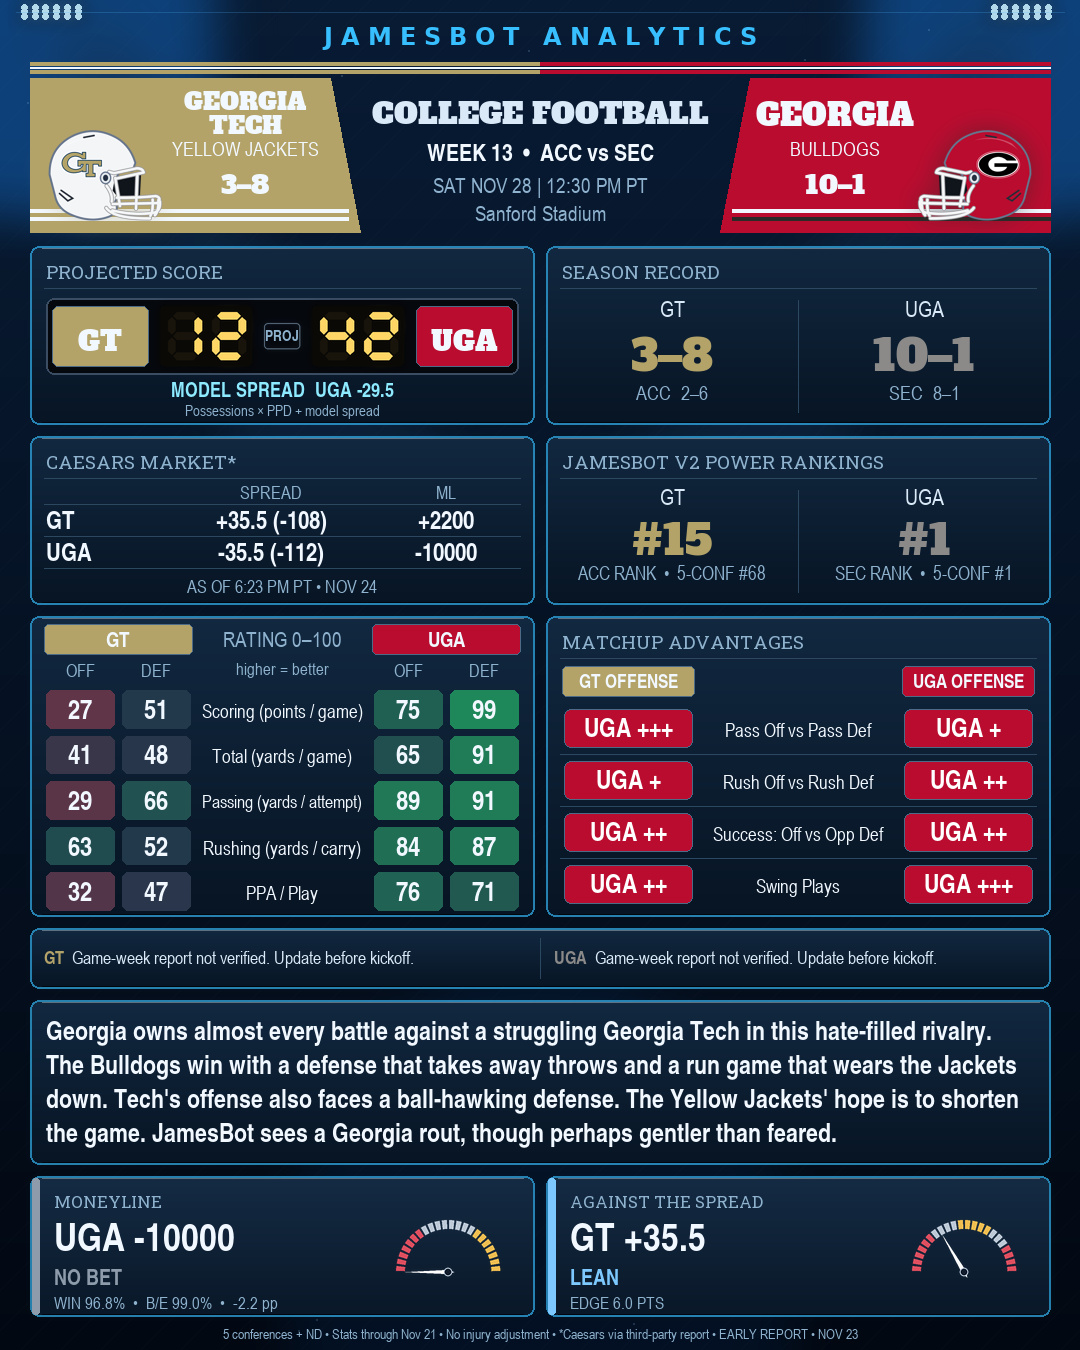 JAMESBOT ANALYTICS
GEORGIA
TECH
YELLOW JACKETS
3–8
GT
COLLEGE FOOTBALL
WEEK 13 • ACC vs SEC
SAT NOV 28 | 12:30 PM PT
Sanford Stadium
GEORGIA
BULLDOGS
10–1
G
PROJECTED SCORE
GT 12 PROJ 42 UGA
MODEL SPREAD UGA -29.5
Possessions × PPD + model spread
SEASON RECORD
GT UGA
3–8 10–1
ACC 2–6 SEC 8–1
CAESARS MARKET*
SPREAD ML
GT +35.5 (-108) +2200
UGA -35.5 (-112) -10000
AS OF 6:23 PM PT • NOV 24
JAMESBOT V2 POWER RANKINGS
GT UGA
#15 #1
ACC RANK • 5-CONF #68 SEC RANK • 5-CONF #1
GT RATING 0–100 UGA
OFF DEF higher = better OFF DEF
27 51 Scoring (points / game) 75 99
41 48 Total (yards / game) 65 91
29 66 Passing (yards / attempt) 89 91
63 52 Rushing (yards / carry) 84 87
32 47 PPA / Play 76 71
MATCHUP ADVANTAGES
GT OFFENSE UGA OFFENSE
UGA +++ Pass Off vs Pass Def UGA +
UGA + Rush Off vs Rush Def UGA ++
UGA ++ Success: Off vs Opp Def UGA ++
UGA ++ Swing Plays UGA +++
GT Game-week report not verified. Update before kickoff.
UGA Game-week report not verified. Update before kickoff.
Georgia owns almost every battle against a struggling Georgia Tech in this hate-filled rivalry.
The Bulldogs win with a defense that takes away throws and a run game that wears the Jackets
down. Tech's offense also faces a ball-hawking defense. The Yellow Jackets' hope is to shorten
the game. JamesBot sees a Georgia rout, though perhaps gentler than feared.
MONEYLINE
UGA -10000
NO BET
WIN 96.8% • B/E 99.0% • -2.2 pp
AGAINST THE SPREAD
GT +35.5
LEAN
EDGE 6.0 PTS
5 conferences + ND • Stats through Nov 21 • No injury adjustment • *Caesars via third-party report • EARLY REPORT • NOV 23